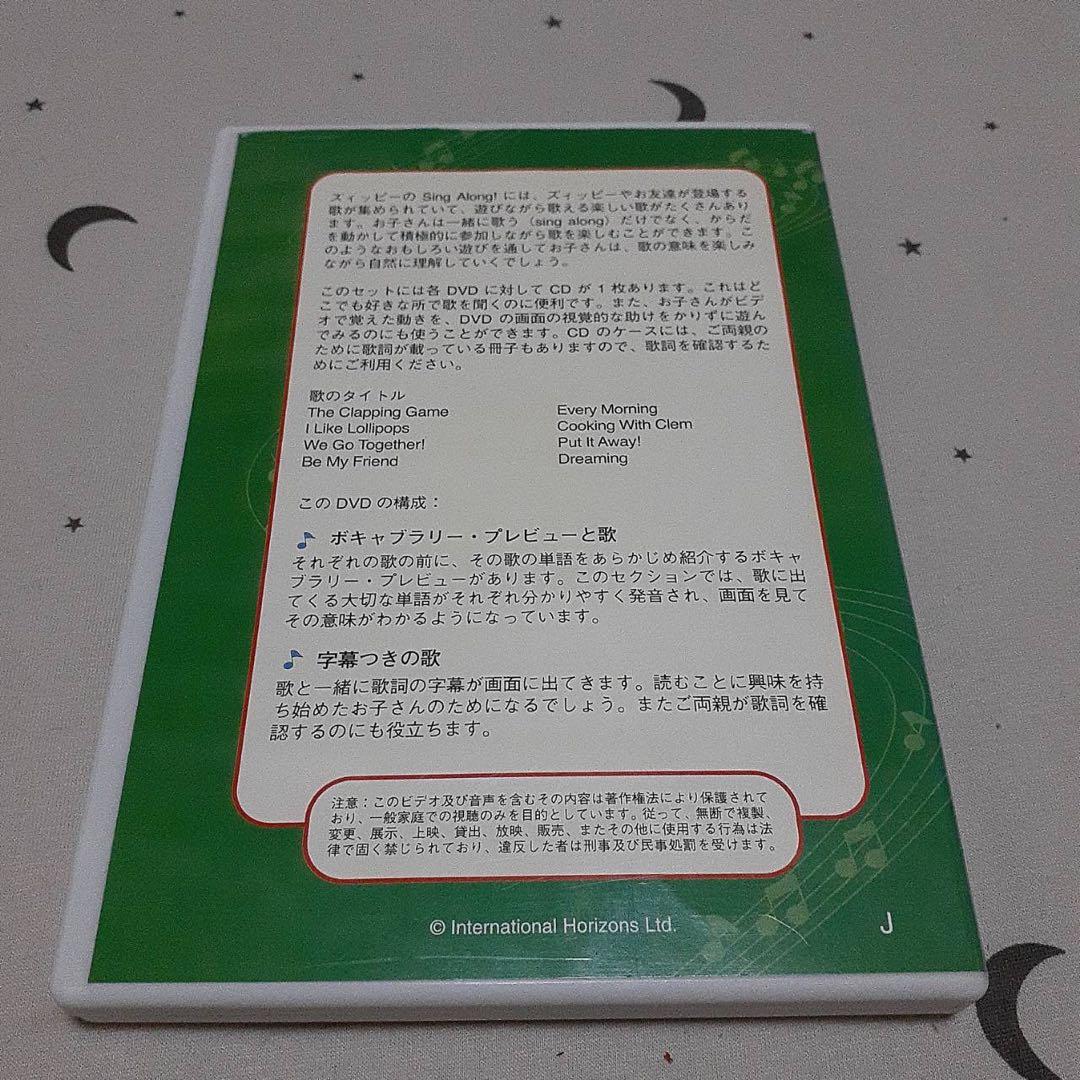 ズィッピーの Sing Along! には、ズィッピーやお友達が登場する
歌が集められていて、遊びながら歌える楽しい歌がたくさんあり
ます。お子さんは一緒に歌う（sing along）だけでなく、からだ
を動かして積極的に参加しながら歌を楽しむことができます。こ
のようなおもしろい遊びを通してお子さんは、歌の意味を楽しみ
ながら自然に理解していくでしょう。
このセットには各 DVD に対して CD が 1 枚あります。これはど
こでも好きな所で歌を聞くのに便利です。また、お子さんがビデ
オで覚えた動きを、DVD の画面の視覚的な助けをかりずに遊ん
でみるのにも使うことができます。CD のケースには、ご両親の
ために歌詞が載っている冊子もありますので、歌詞を確認するた
めにご利用ください。
歌のタイトル
The Clapping Game
I Like Lollipops
We Go Together!
Be My Friend
Every Morning
Cooking With Clem
Put It Away!
Dreaming
この DVD の構成：
ボキャブラリー・プレビューと歌
それぞれの歌の前に、その歌の単語をあらかじめ紹介するボキャ
ブラリー・プレビューがあります。このセクションでは、歌に出
てくる大切な単語がそれぞれ分かりやすく発音され、画面を見て
その意味がわかるようになっています。
字幕つきの歌
歌と一緒に歌詞の字幕が画面に出てきます。読むことに興味を持
ち始めたお子さんのためになるでしょう。またご両親が歌詞を確
認するのにも役立ちます。
注意：このビデオ及び音声を含むその内容は著作権法により保護されて
おり、一般家庭での視聴のみを目的としています。従って、無断で複製、
変更、展示、上映、貸出、放映、販売、またその他に使用する行為は法
律で固く禁じられており、違反した者は刑事及び民事処罰を受けます。
© International Horizons Ltd.
J